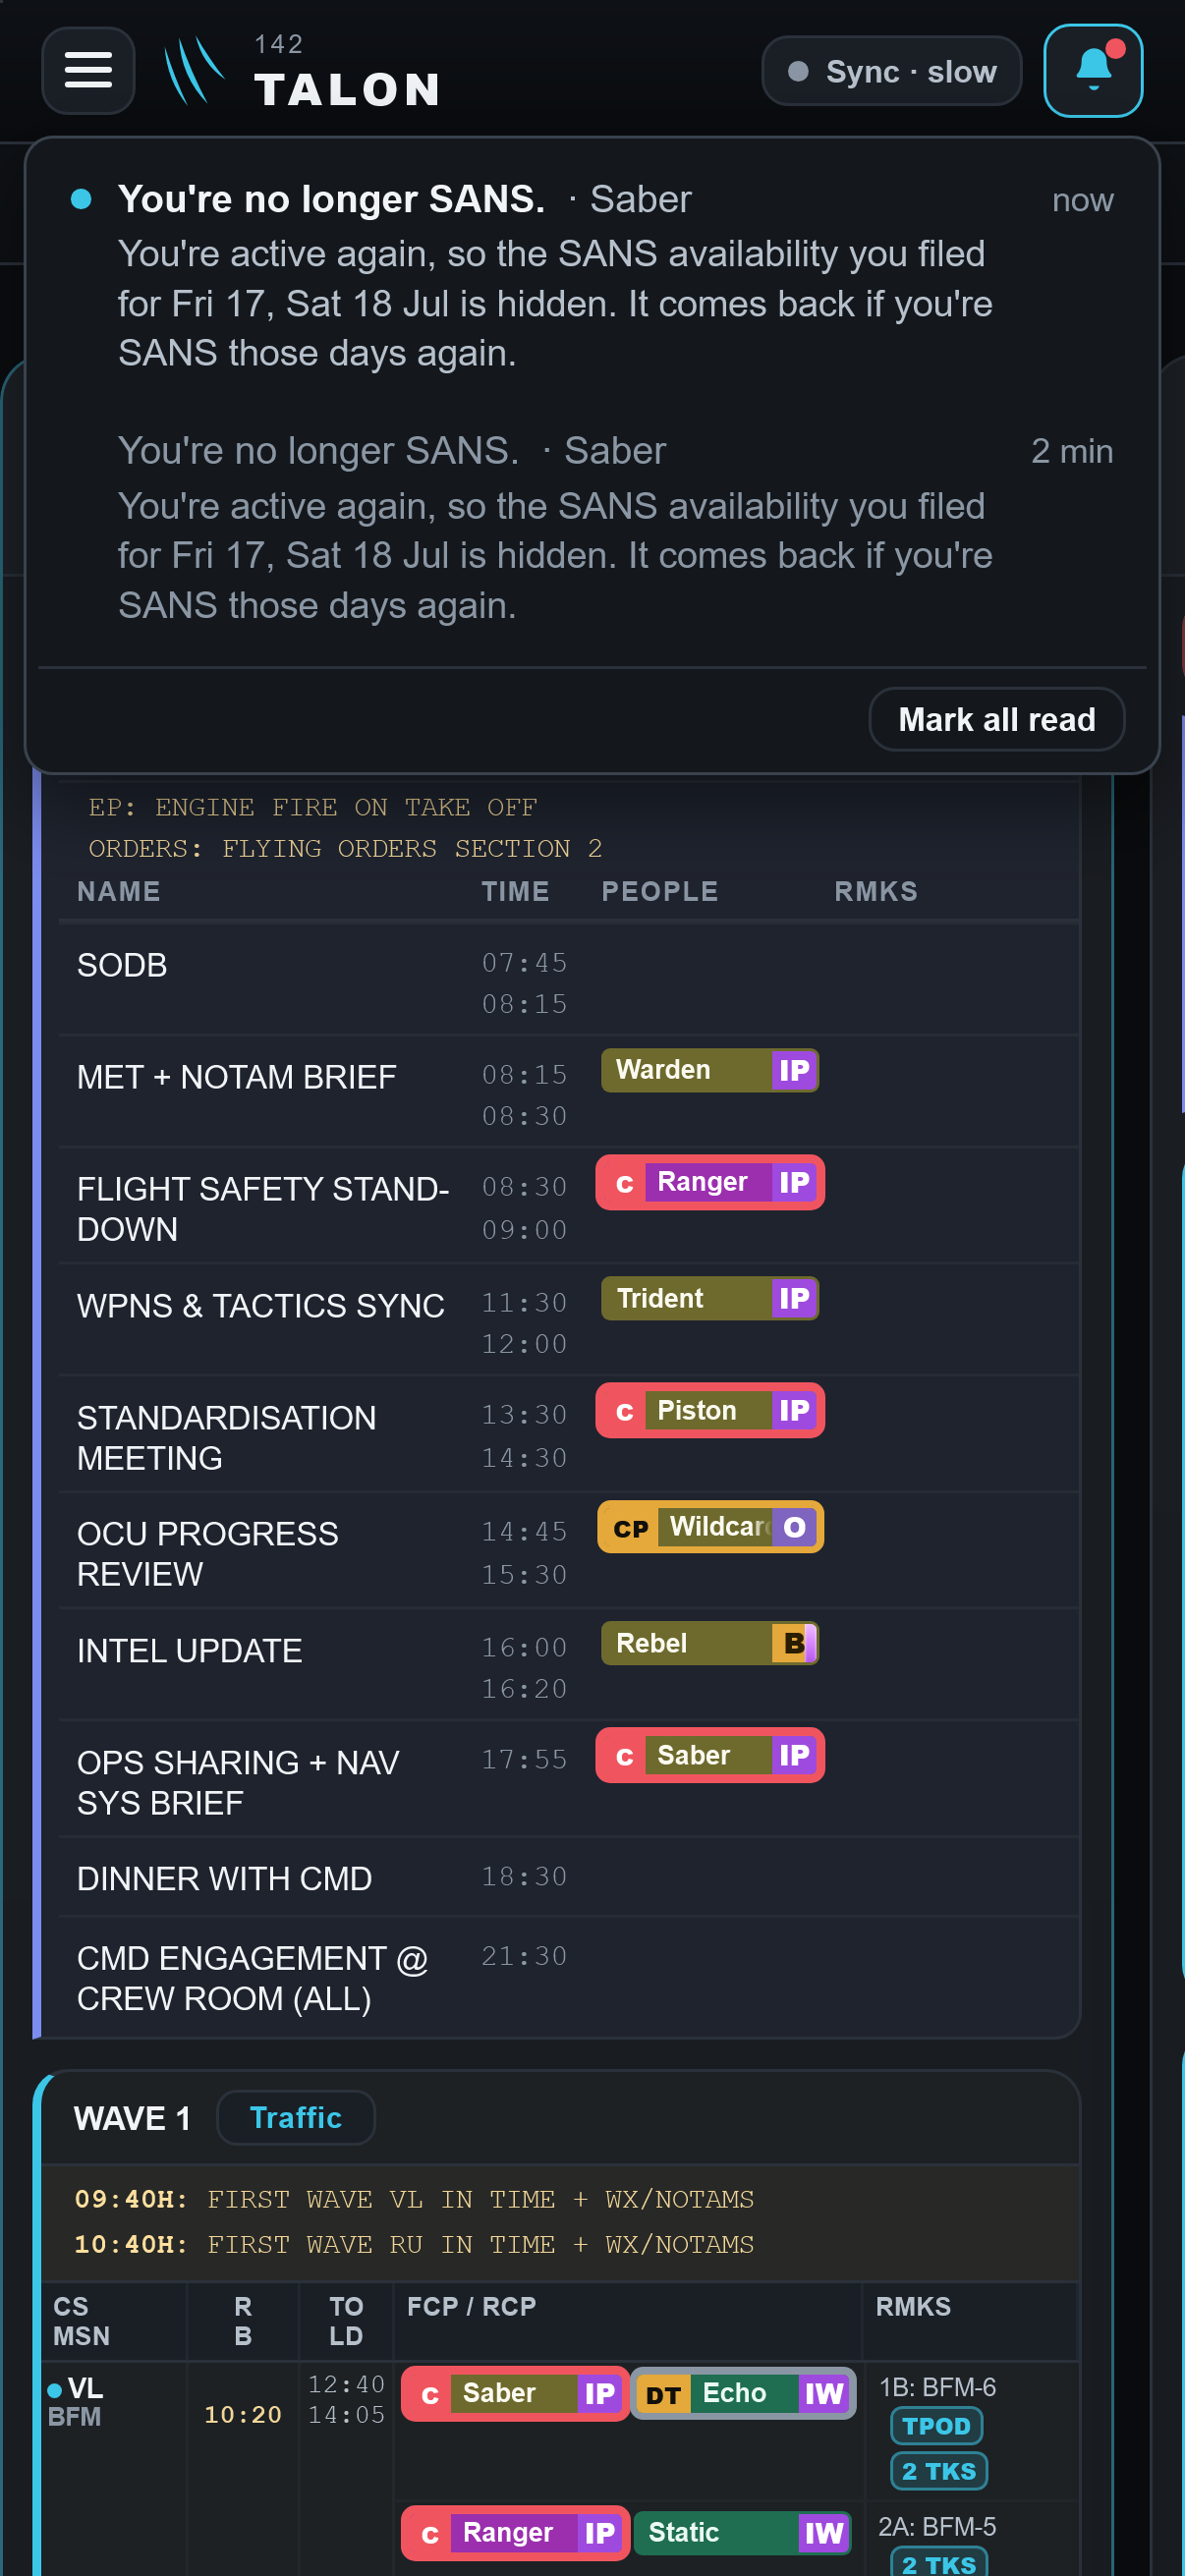 142
TALON
Sync · slow
You're no longer SANS. · Saber now
You're active again, so the SANS availability you filed
for Fri 17, Sat 18 Jul is hidden. It comes back if you're
SANS those days again.
You're no longer SANS. · Saber 2 min
You're active again, so the SANS availability you filed
for Fri 17, Sat 18 Jul is hidden. It comes back if you're
SANS those days again.
Mark all read
EP: ENGINE FIRE ON TAKE OFF
ORDERS: FLYING ORDERS SECTION 2
NAME TIME PEOPLE RMKS
SODB 07:45
08:15
MET + NOTAM BRIEF 08:15 Warden IP
08:30
FLIGHT SAFETY STAND- 08:30 C Ranger IP
DOWN 09:00
WPNS & TACTICS SYNC 11:30 Trident IP
12:00
STANDARDISATION 13:30 C Piston IP
MEETING 14:30
OCU PROGRESS 14:45 CP Wildcard O
REVIEW 15:30
INTEL UPDATE 16:00 Rebel B
16:20
OPS SHARING + NAV 17:55 C Saber IP
SYS BRIEF
DINNER WITH CMD 18:30
CMD ENGAGEMENT @ 21:30
CREW ROOM (ALL)
WAVE 1 Traffic
09:40H: FIRST WAVE VL IN TIME + WX/NOTAMS
10:40H: FIRST WAVE RU IN TIME + WX/NOTAMS
CS R TO FCP / RCP RMKS
MSN B LD
VL 12:40 C Saber IP DT Echo IW 1B: BFM-6
BFM 10:20 14:05 TPOD
2 TKS
C Ranger IP Static IW 2A: BFM-5
2 TKS